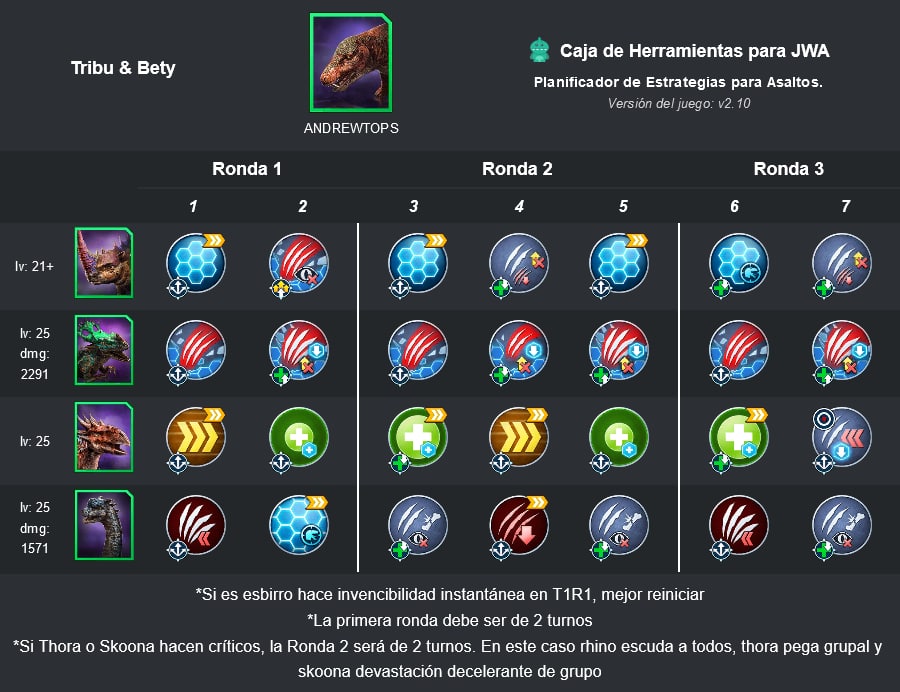 Tribu & Bety
Caja de Herramientas para JWA
Planificador de Estrategias para Asaltos.
Versión del juego: v2.10
ANDREWTOPS
Ronda 1 Ronda 2 Ronda 3
1 2 3 4 5 6 7
lv: 21+
lv: 25
dmg:
2291
lv: 25
lv: 25
dmg:
1571
*Si es esbirro hace invencibilidad instantánea en T1R1, mejor reiniciar
*La primera ronda debe ser de 2 turnos
*Si Thora o Skoona hacen críticos, la Ronda 2 será de 2 turnos. En este caso rhino escuda a todos, thora pega grupal y
skoona devastación decelerante de grupo